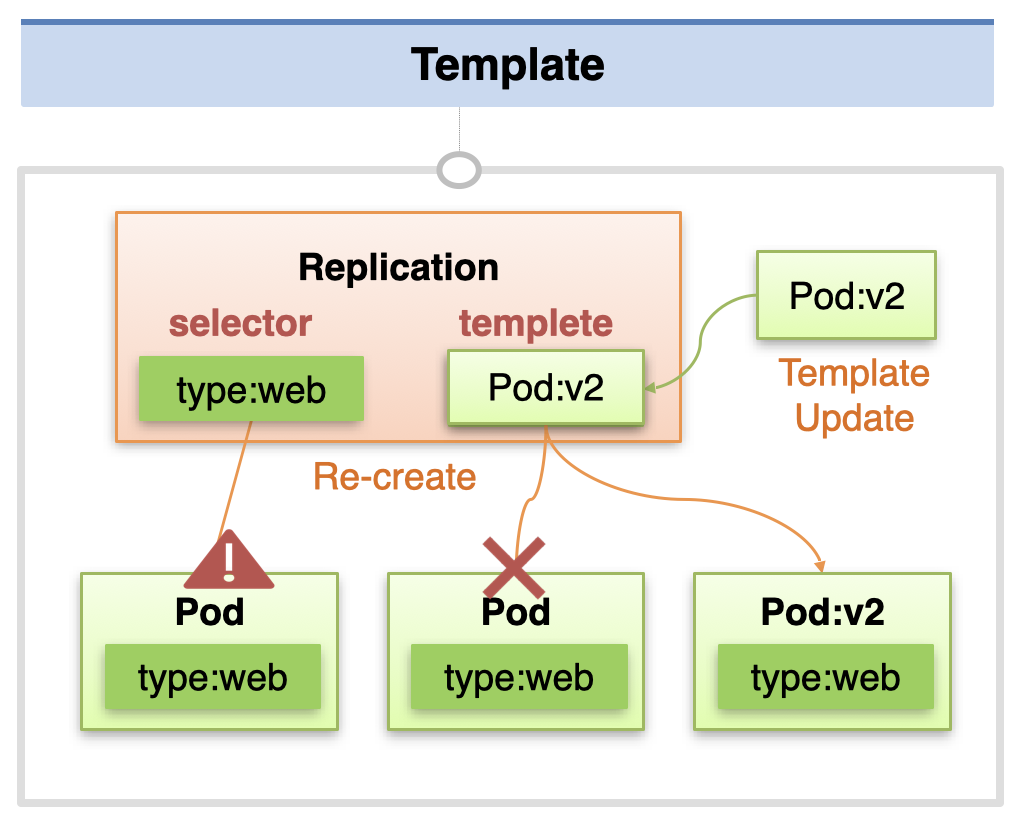 Template
Replication
selector
templete
type:web
Pod:v2
Pod:v2
Template
Update
Re-create
!
Pod
type:web
Pod
type:web
Pod:v2
type:web